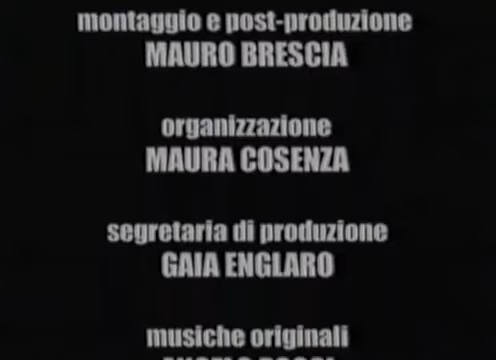 montaggio e post-produzione
MAURO BRESCIA
organizzazione
MAURA COSENZA
segretaria di produzione
GAIA ENGLARO
musiche originali